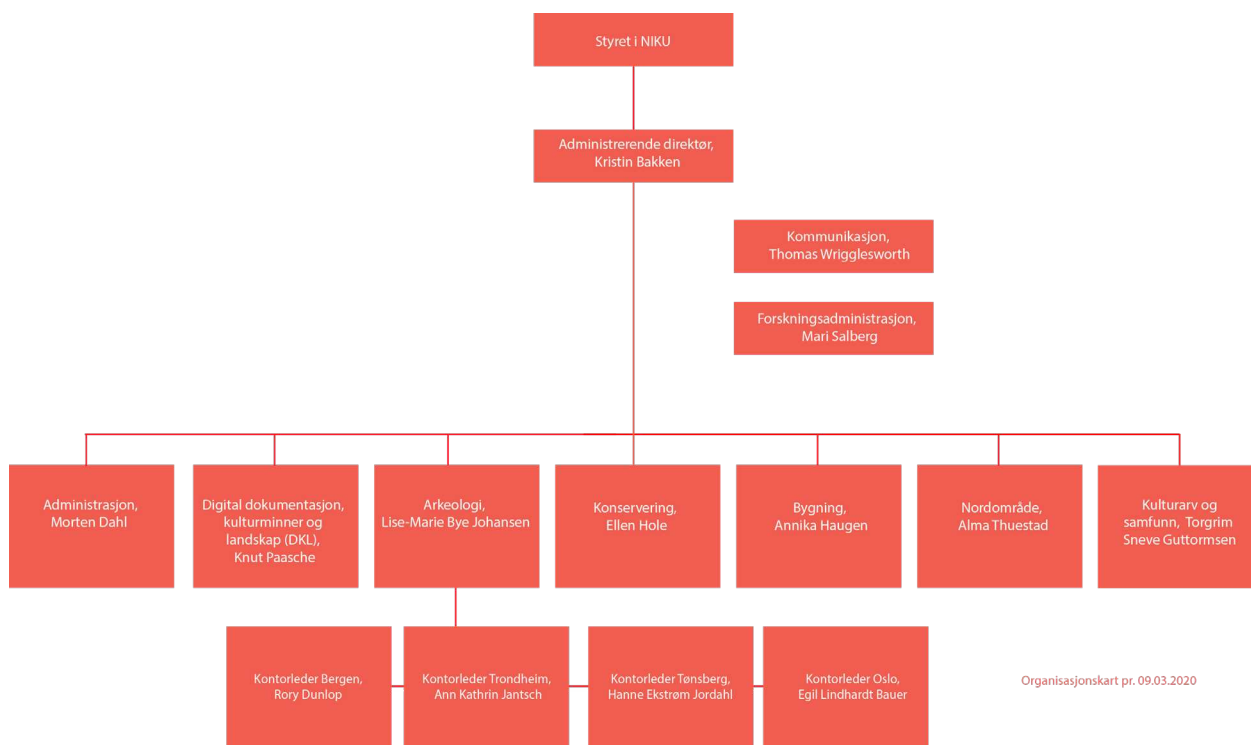 Styret i NIKU
Administrerende direktør,
Kristin Bakken
Kommunikasjon,
Thomas Wrigglesworth
Forskningsadministrasjon,
Mari Salberg
Administrasjon,
Morten Dahl
Digital dokumentasjon,
kulturminner og
landskap (DKL),
Knut Paasche
Arkeologi,
Lise-Marie Bye Johansen
Konservering,
Ellen Hole
Bygning,
Annika Haugen
Nordområde,
Alma Thuestad
Kulturarv og
samfunn, Torgrim
Sneve Guttormsen
Kontorleder Bergen,
Rory Dunlop
Kontorleder Trondheim,
Ann Kathrin Jantsch
Kontorleder Tønsberg,
Hanne Ekstrøm Jordahl
Kontorleder Oslo,
Egil Lindhardt Bauer
Organisasjonskart pr. 09.03.2020